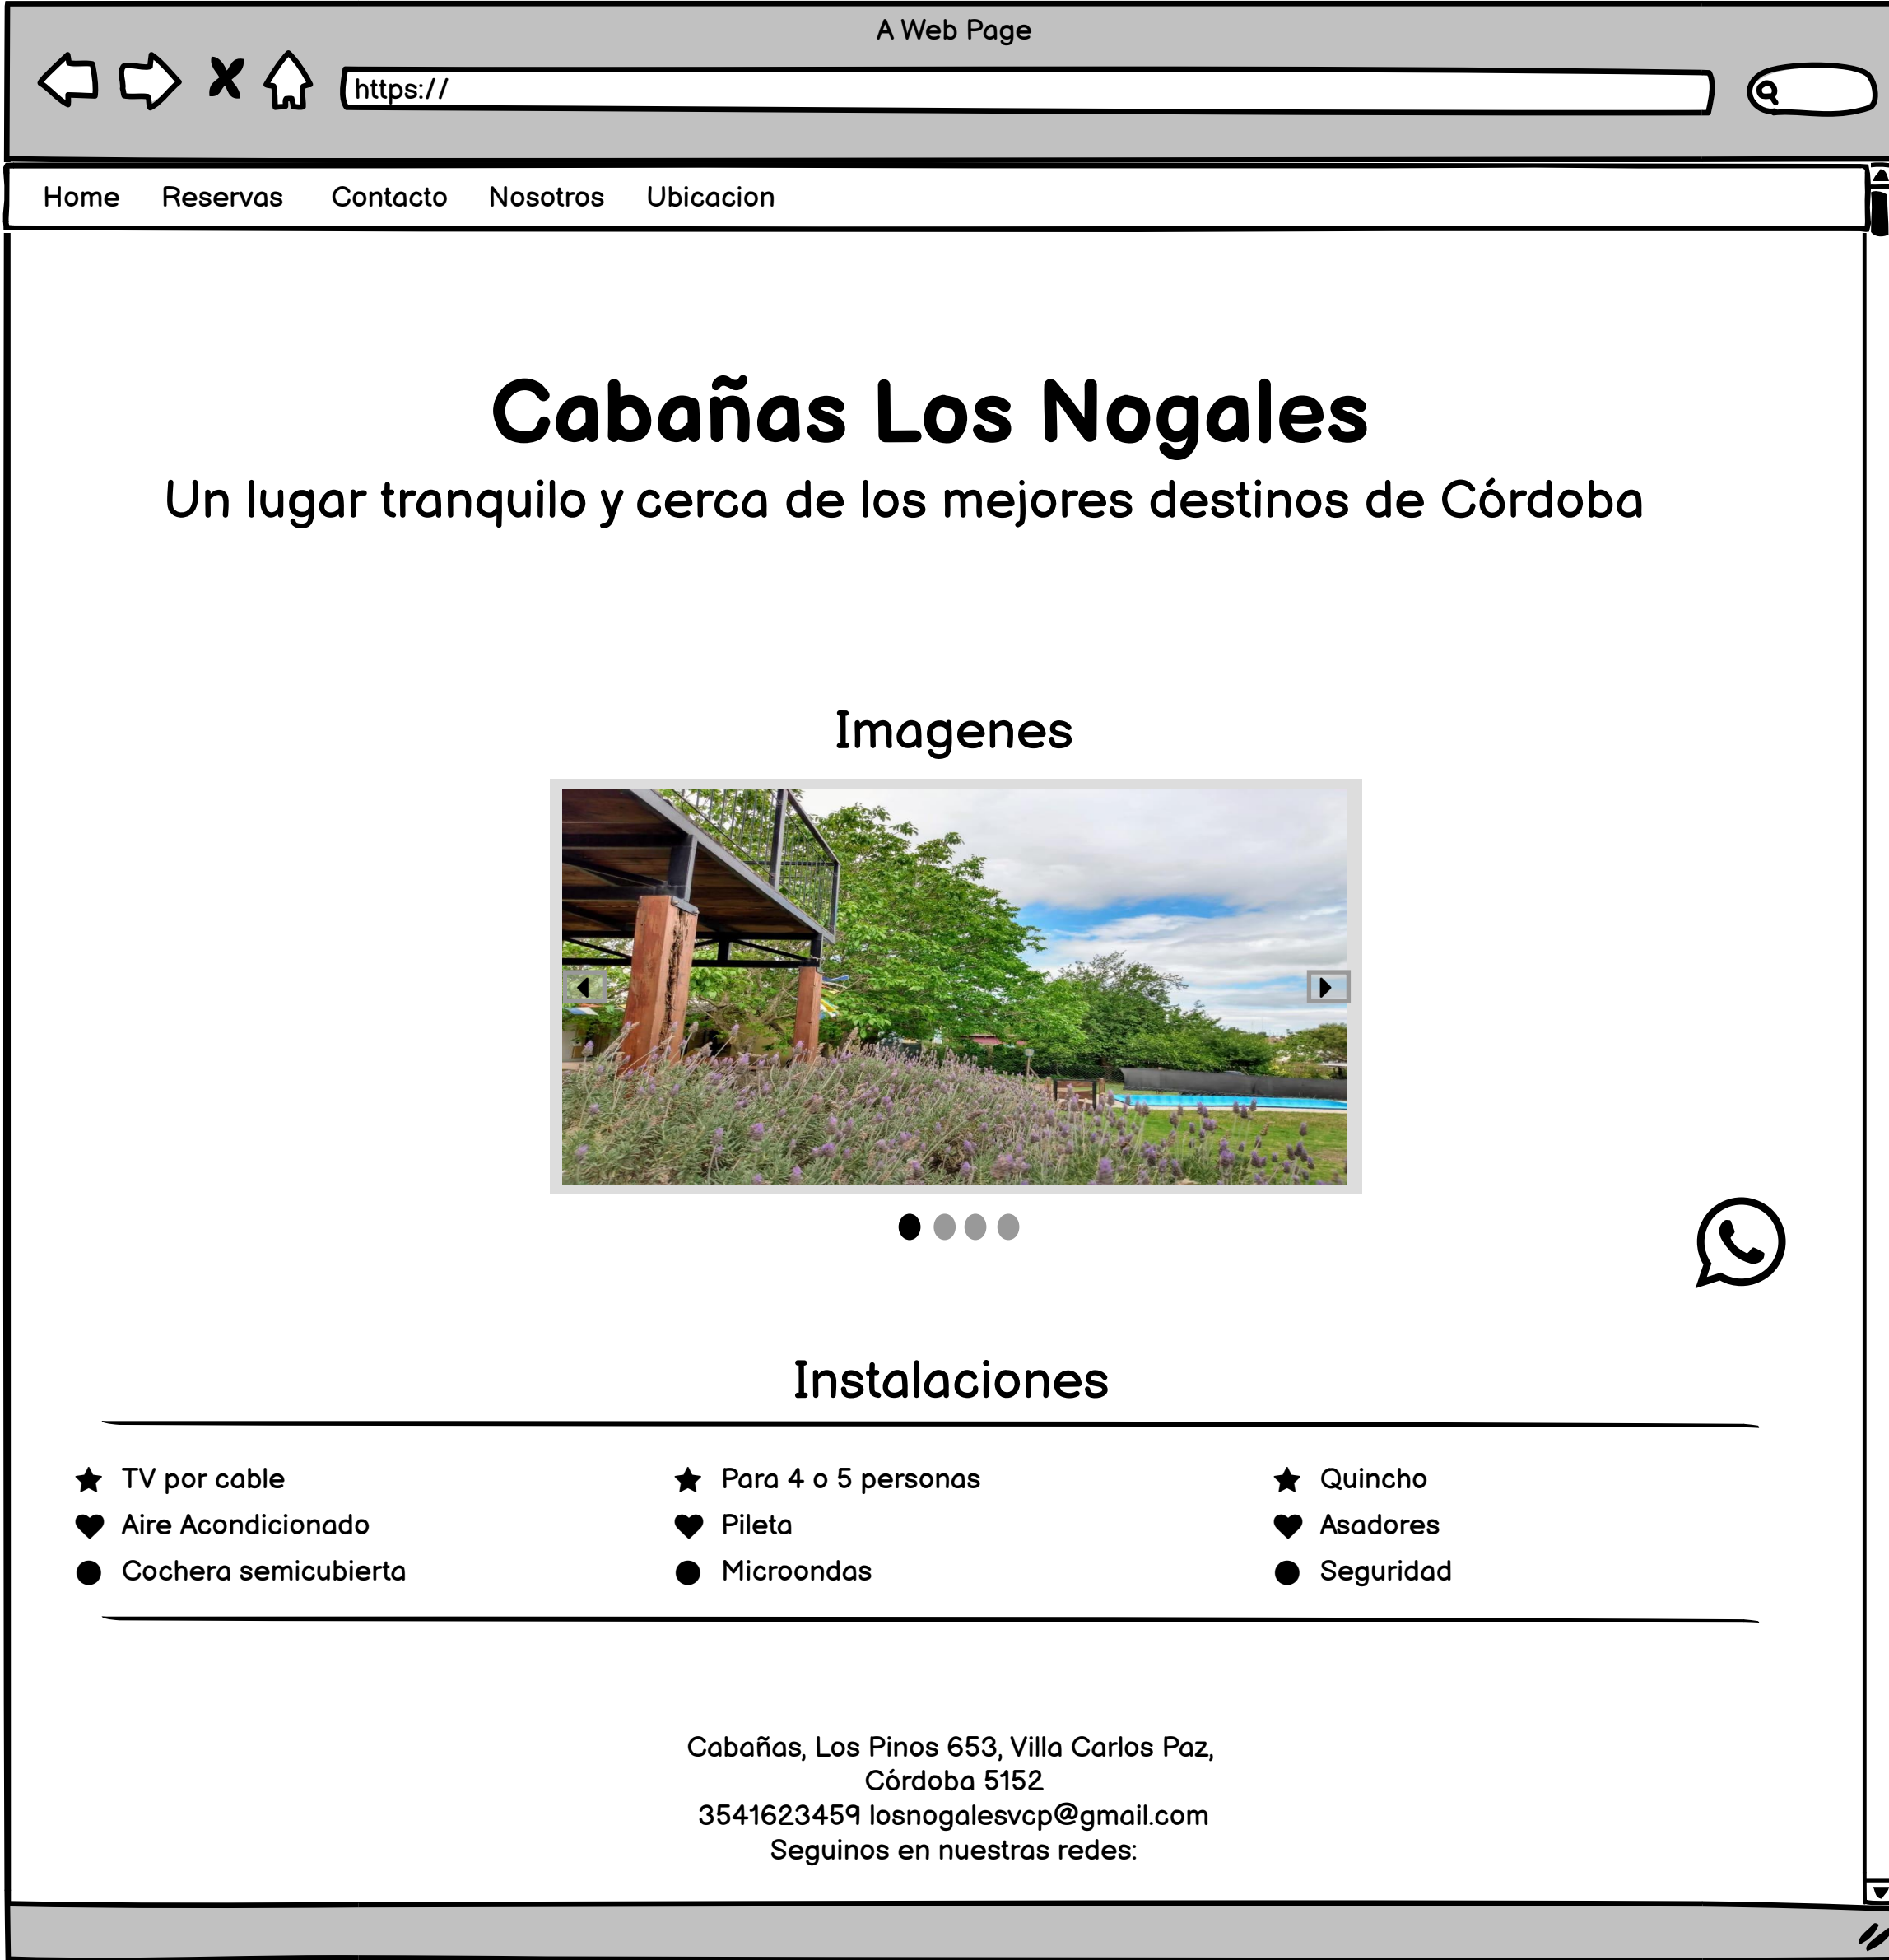 A Web Page
https://
Home Reservas Contacto Nosotros Ubicacion
Cabañas Los Nogales
Un lugar tranquilo y cerca de los mejores destinos de Córdoba
Imagenes
Instalaciones
TV por cable
Aire Acondicionado
Cochera semicubierta
Para 4 o 5 personas
Pileta
Microondas
Quincho
Asadores
Seguridad
Cabañas, Los Pinos 653, Villa Carlos Paz,
Córdoba 5152
3541623459 losnogalesvcp@gmail.com
Seguinos en nuestras redes: